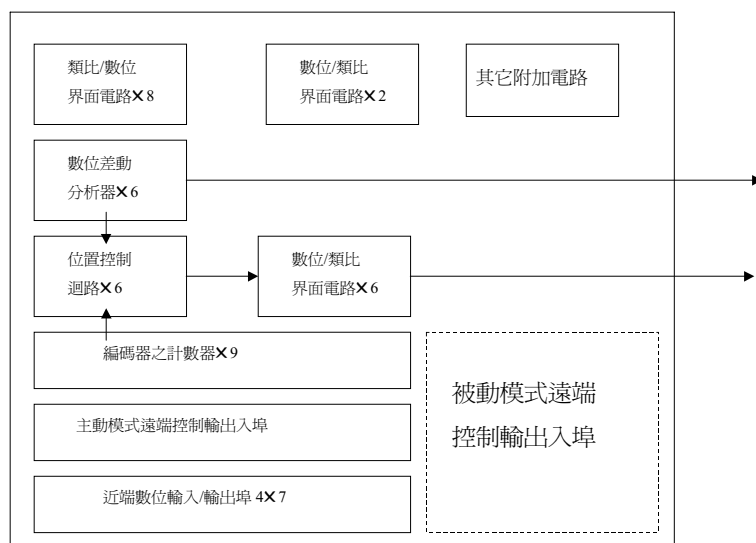 類比/數位
界面電路×8
數位/類比
界面電路×2
其它附加電路
數位差動
分析器×6
位置控制
迴路×6
數位/類比
界面電路×6
編碼器之計數器×9
被動模式遠端
控制輸出入埠
主動模式遠端控制輸出入埠
近端數位輸入/輸出埠 4×7